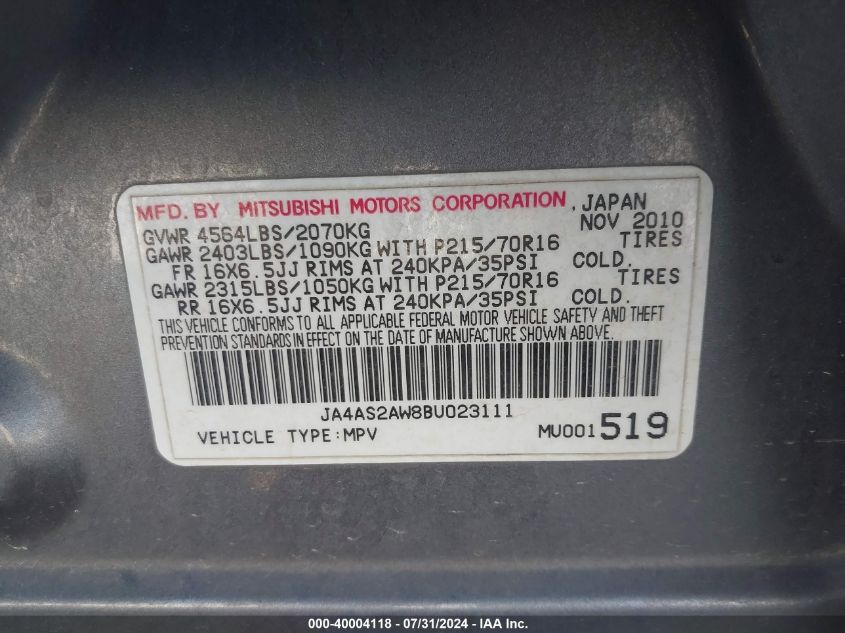 MFD. BY MITSUBISHI MOTORS CORPORATION, JAPAN
GVWR 4564LBS/2070KG NOV 2010
GAWR 2403LBS/1090KG WITH P215/70R16 TIRES
FR 16X6.5JJ RIMS AT 240KPA/35PSI COLD.
GAWR 2315LBS/1050KG WITH P215/70R16 TIRES
RR 16X6.5JJ RIMS AT 240KPA/35PSI COLD.
THIS VEHICLE CONFORMS TO ALL APPLICABLE FEDERAL MOTOR VEHICLE SAFETY AND THEFT
PREVENTION STANDARDS IN EFFECT ON THE DATE OF MANUFACTURE SHOWN ABOVE.
JA4AS2AW8BU023111
VEHICLE TYPE:MPV MU001519
000-40004118 - 07/31/2024 - IAA Inc.